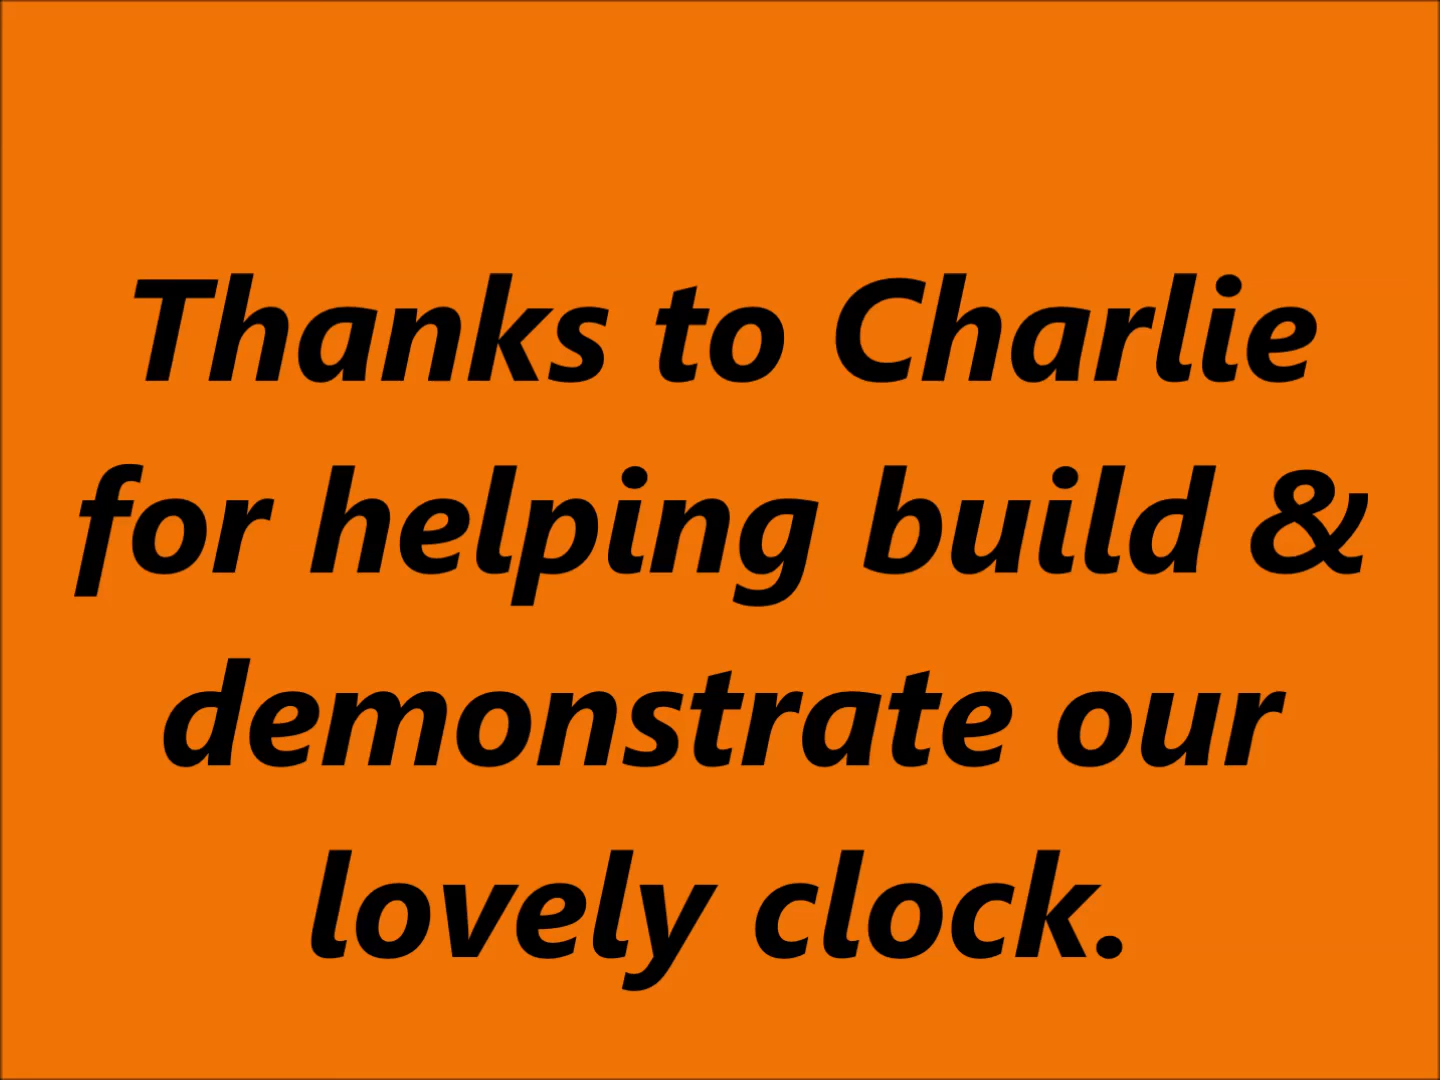 Thanks to Charlie
for helping build &
demonstrate our
lovely clock.